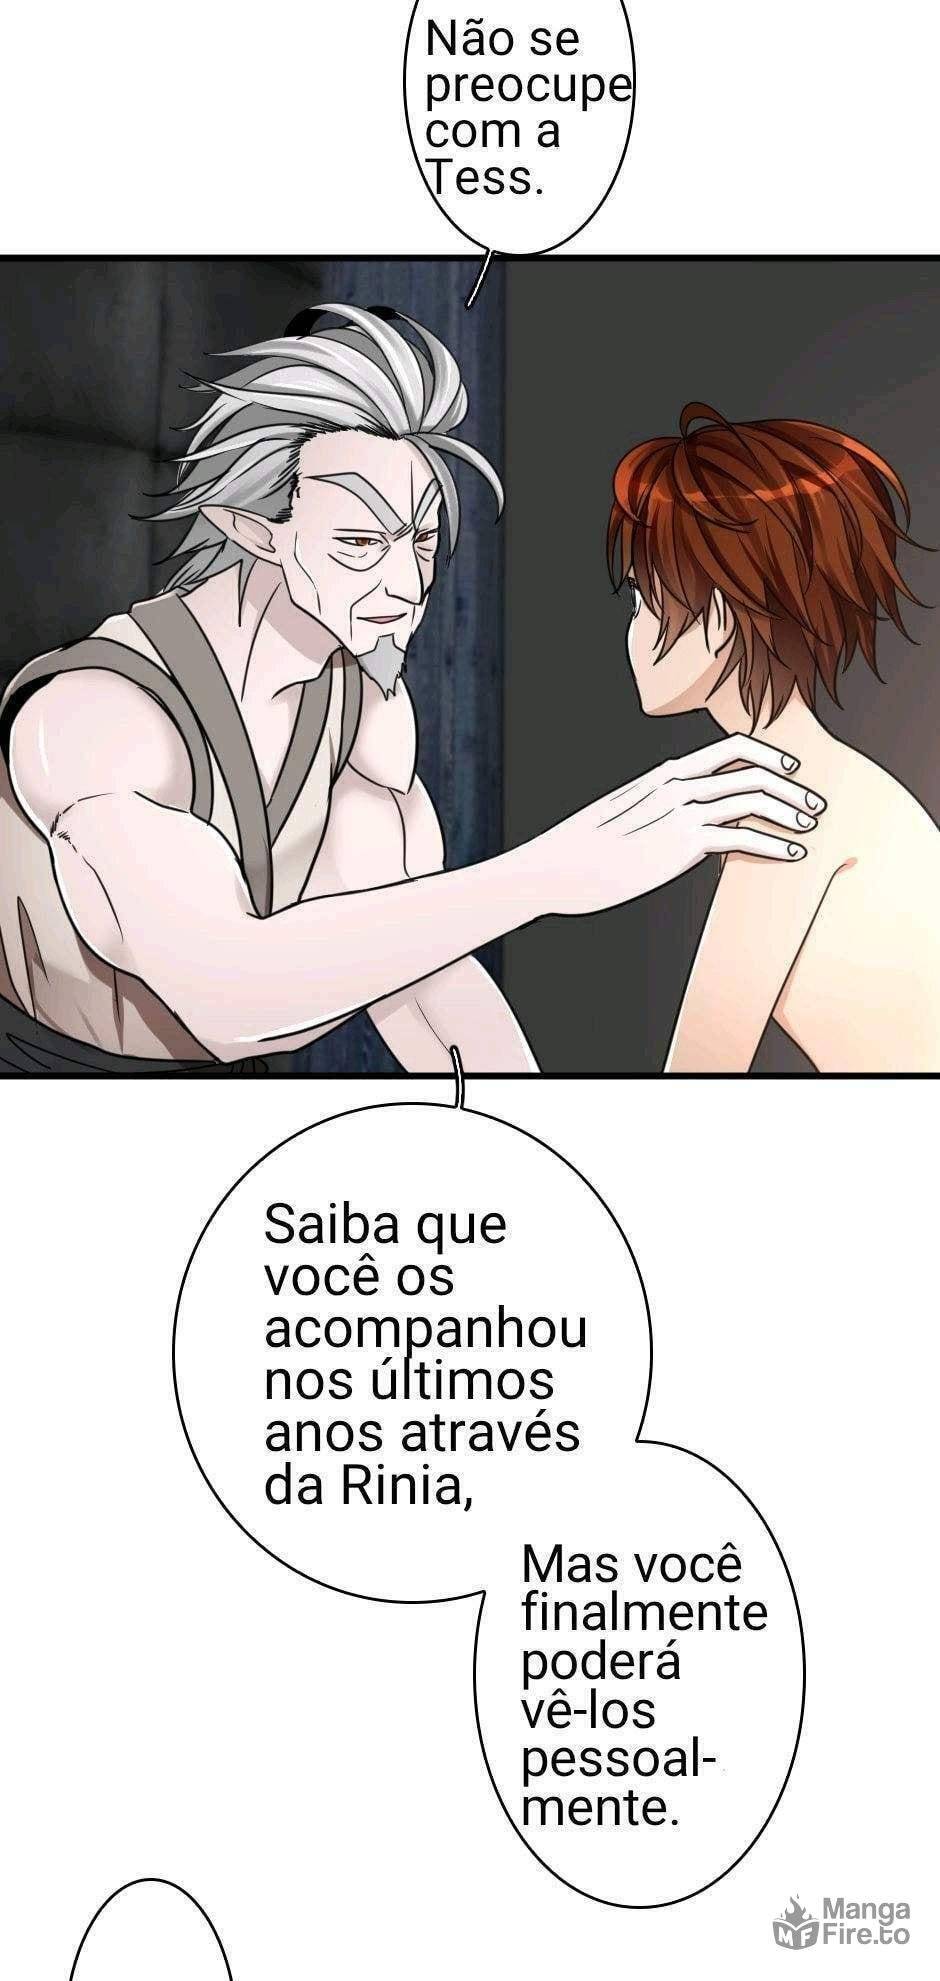 Não se
preocupe
com a
Tess.
Saiba que
você os
acompanhou
nos últimos
anos através
da Rinia,
Mas você
finalmente
poderá
vê-los
pessoal-
mente.
Manga
MF Fire.to